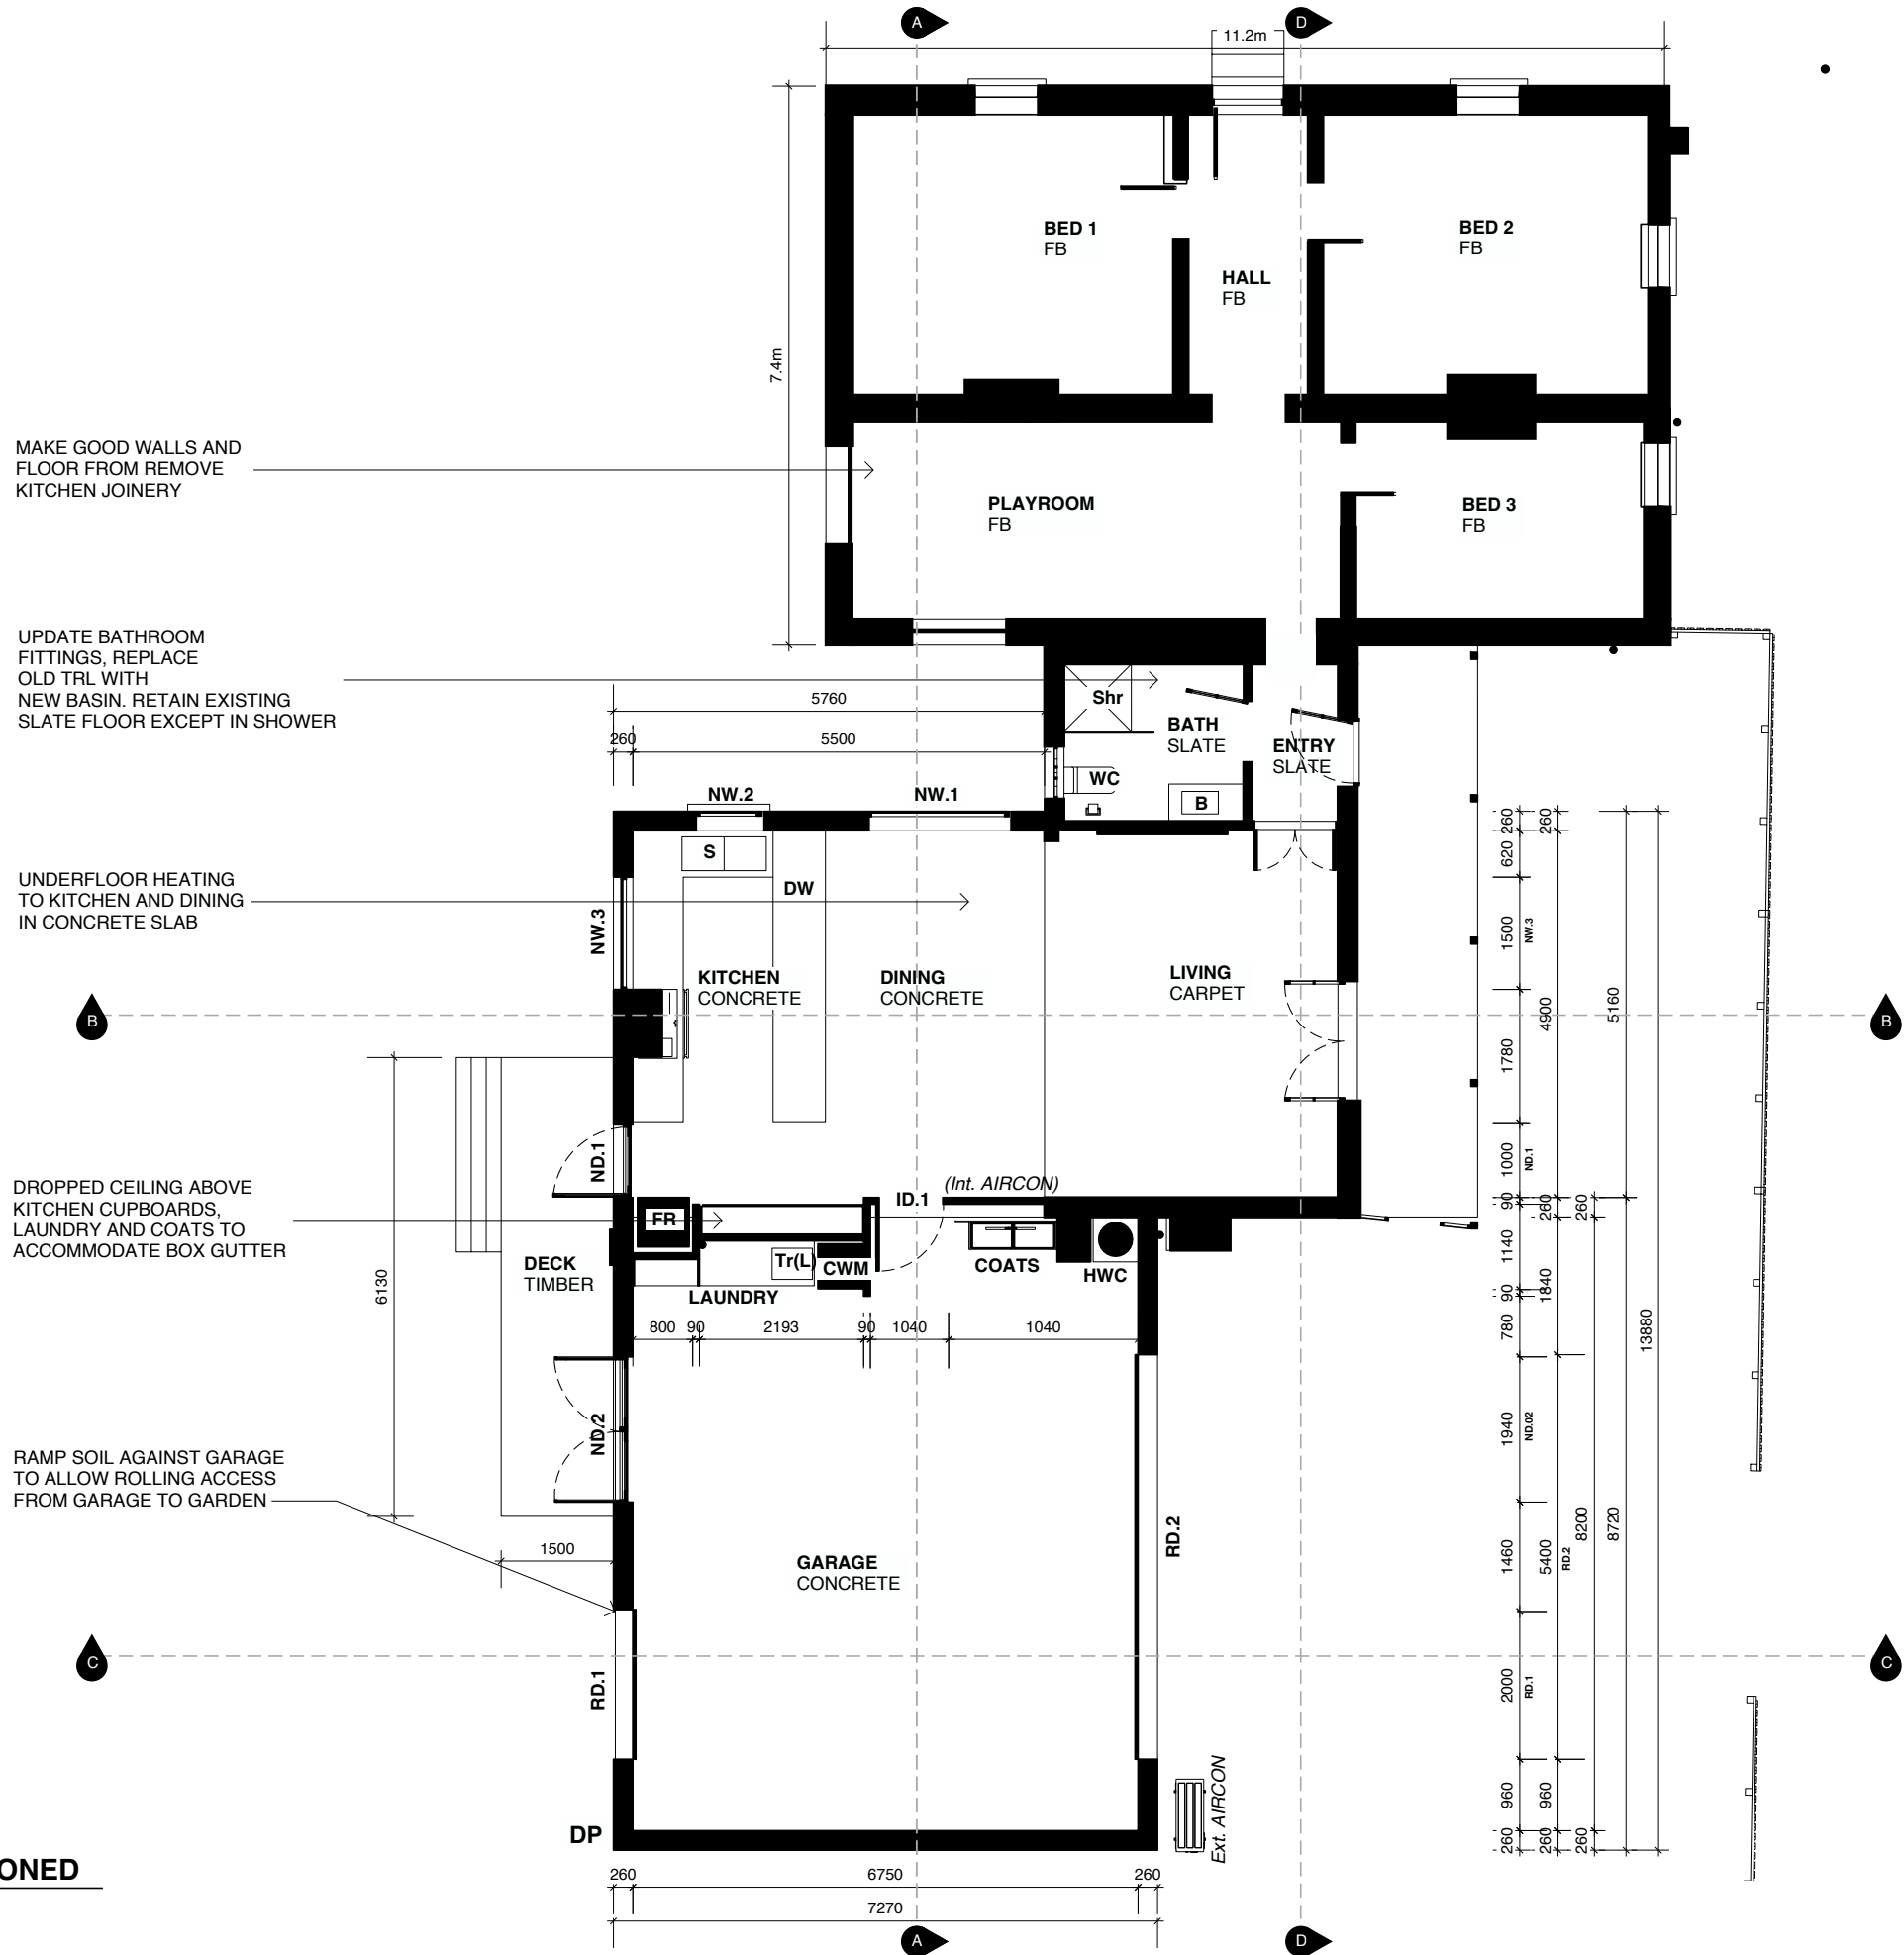 A
D
11.2m
7.4m
BED 1
FB
BED 2
FB
HALL
FB
MAKE GOOD WALLS AND
FLOOR FROM REMOVE
KITCHEN JOINERY
PLAYROOM
FB
BED 3
FB
UPDATE BATHROOM
FITTINGS, REPLACE
OLD TRL WITH
NEW BASIN. RETAIN EXISTING
SLATE FLOOR EXCEPT IN SHOWER
5760
260
5500
Shr
BATH
SLATE
ENTRY
SLATE
WC
B
NW.2
NW.1
S
DW
UNDERFLOOR HEATING
TO KITCHEN AND DINING
IN CONCRETE SLAB
NW.3
KITCHEN
CONCRETE
DINING
CONCRETE
LIVING
CARPET
B
B
ND.1
DROPPED CEILING ABOVE
KITCHEN CUPBOARDS,
LAUNDRY AND COATS TO
ACCOMMODATE BOX GUTTER
(Int. AIRCON)
ID.1
FR
Tr(L)
CWM
COATS
HWC
DECK
TIMBER
LAUNDRY
6130
800
90
2193
90
1040
1040
ND.2
RAMP SOIL AGAINST GARAGE
TO ALLOW ROLLING ACCESS
FROM GARAGE TO GARDEN
1500
GARAGE
CONCRETE
RD.2
C
C
RD.1
Ext. AIRCON
DP
ONED
260
6750
260
7270
A
D
260
620
1500
NW.3
1780
1000
ND.1
90
1140
90
780
1940
ND.02
1460
2000
RD.1
960
260
260
4900
260
1840
5400
RD.2
960
260
260
8200
260
5160
8720
13880